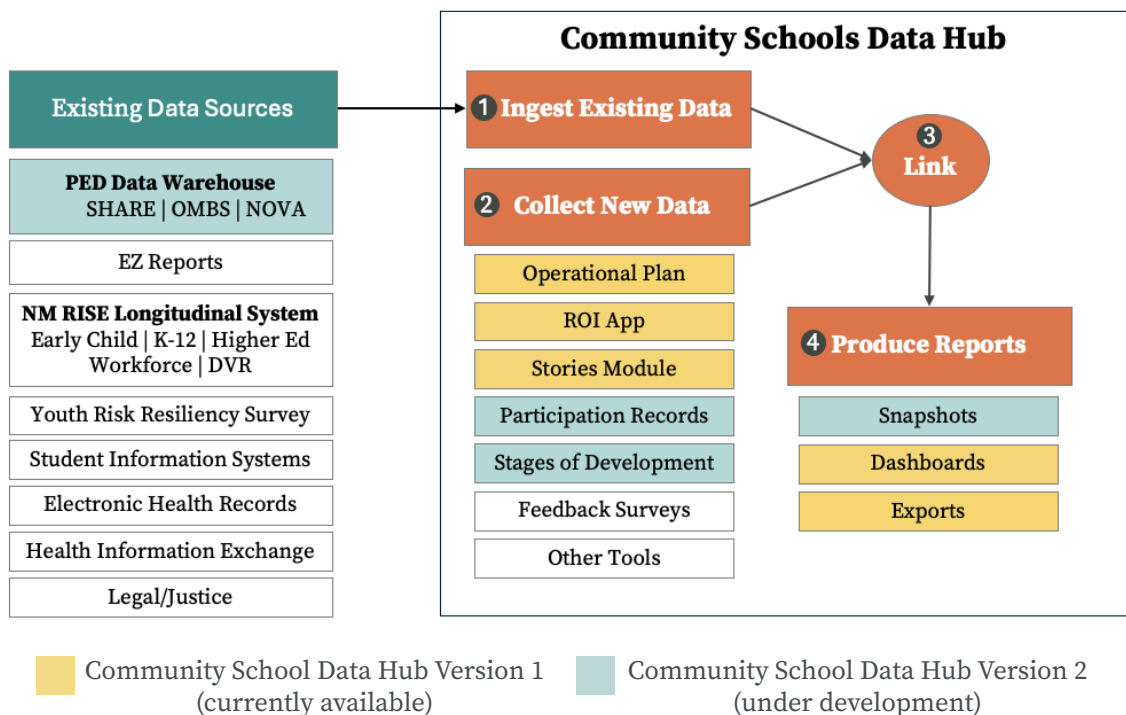 Community Schools Data Hub
Existing Data Sources
PED Data Warehouse
SHARE | OMBS | NOVA
EZ Reports
NM RISE Longitudinal System
Early Child | K-12 | Higher Ed
Workforce | DVR
Youth Risk Resiliency Survey
Student Information Systems
Electronic Health Records
Health Information Exchange
Legal/Justice
1 Ingest Existing Data
2 Collect New Data
Operational Plan
ROI App
Stories Module
Participation Records
Stages of Development
Feedback Surveys
Other Tools
3
Link
4 Produce Reports
Snapshots
Dashboards
Exports
Community School Data Hub Version 1
(currently available)
Community School Data Hub Version 2
(under development)